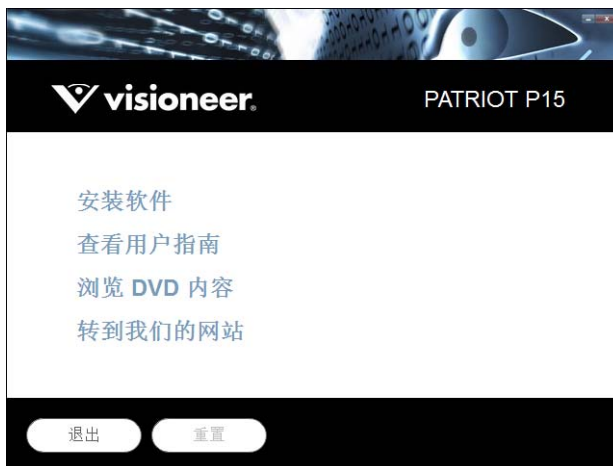 visioneer.
PATRIOT P15
安装软件
查看用户指南
浏览 DVD 内容
转到我们的网站
退出
重置